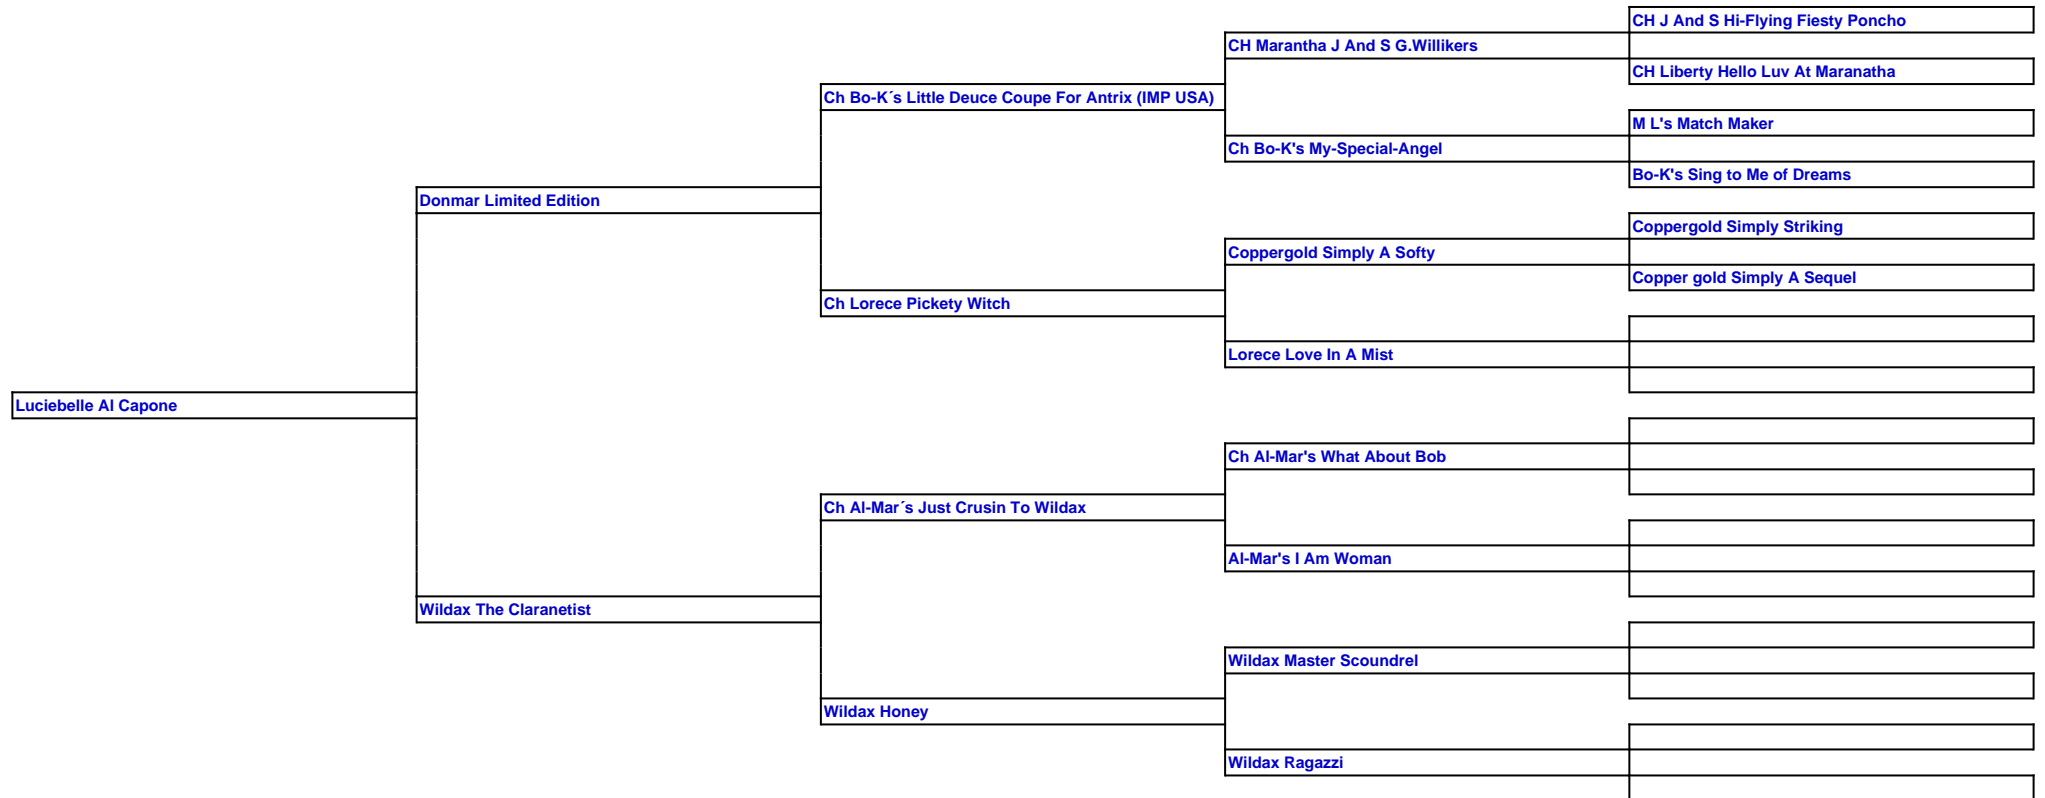 CH J And S Hi-Flying Fiesty Poncho
CH Marantha J And S G.Willikers
CH Liberty Hello Luv At Maranatha
Ch Bo-K´s Little Deuce Coupe For Antrix (IMP USA)
M L's Match Maker
Ch Bo-K's My-Special-Angel
Bo-K's Sing to Me of Dreams
Donmar Limited Edition
Coppergold Simply Striking
Coppergold Simply A Softy
Copper gold Simply A Sequel
Ch Lorece Pickety Witch
Lorece Love In A Mist
Luciebelle Al Capone
Ch Al-Mar's What About Bob
Ch Al-Mar´s Just Crusin To Wildax
Al-Mar's I Am Woman
Wildax The Claranetist
Wildax Master Scoundrel
Wildax Honey
Wildax Ragazzi